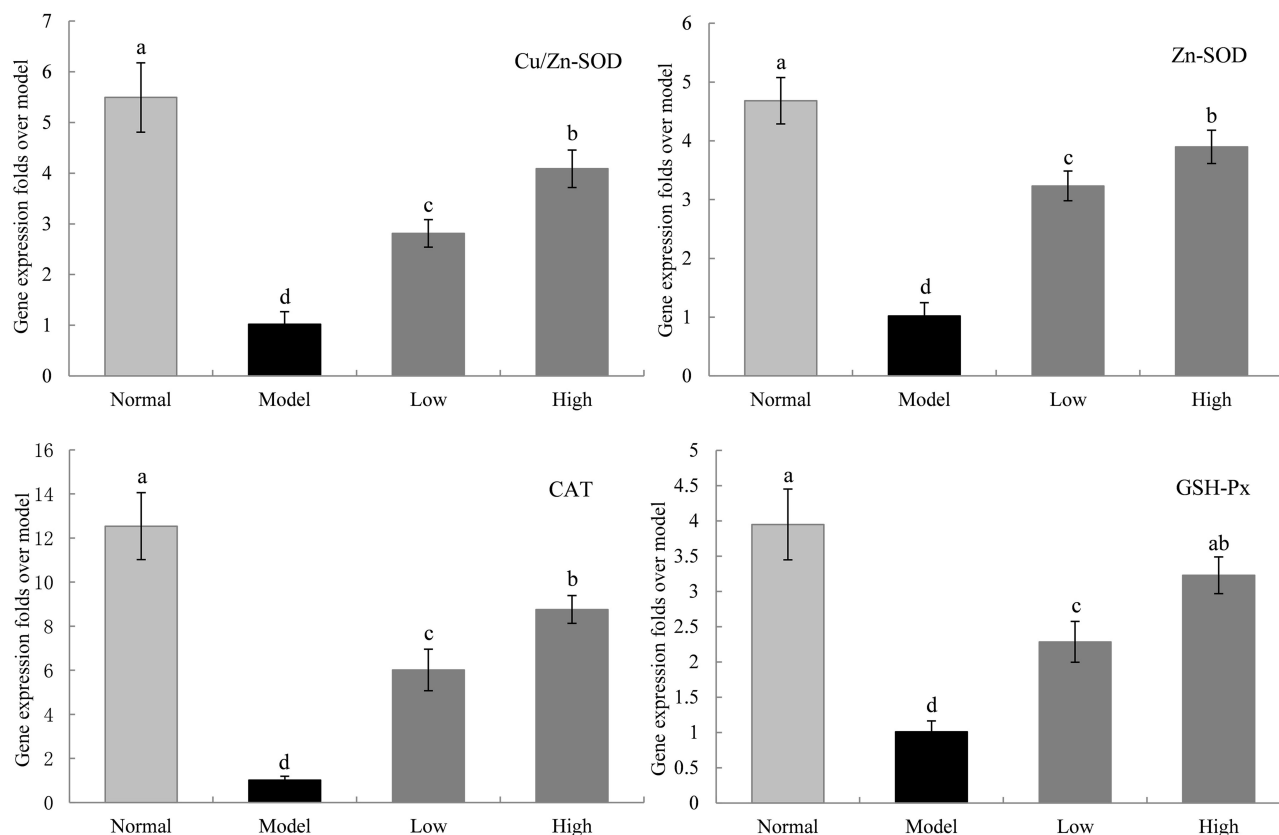 Gene expression folds over model
7
6
5
4
3
2
1
0
Cu/Zn-SOD
a
d
c
b
Normal Model Low High
Gene expression folds over model
6
5
4
3
2
1
0
Zn-SOD
a
d
c
b
Normal Model Low High
Gene expression folds over model
16
14
12
10
8
6
4
2
0
CAT
a
d
c
b
Normal Model Low High
Gene expression folds over model
5
4.5
4
3.5
3
2.5
2
1.5
1
0.5
0
GSH-Px
a
d
c
ab
Normal Model Low High